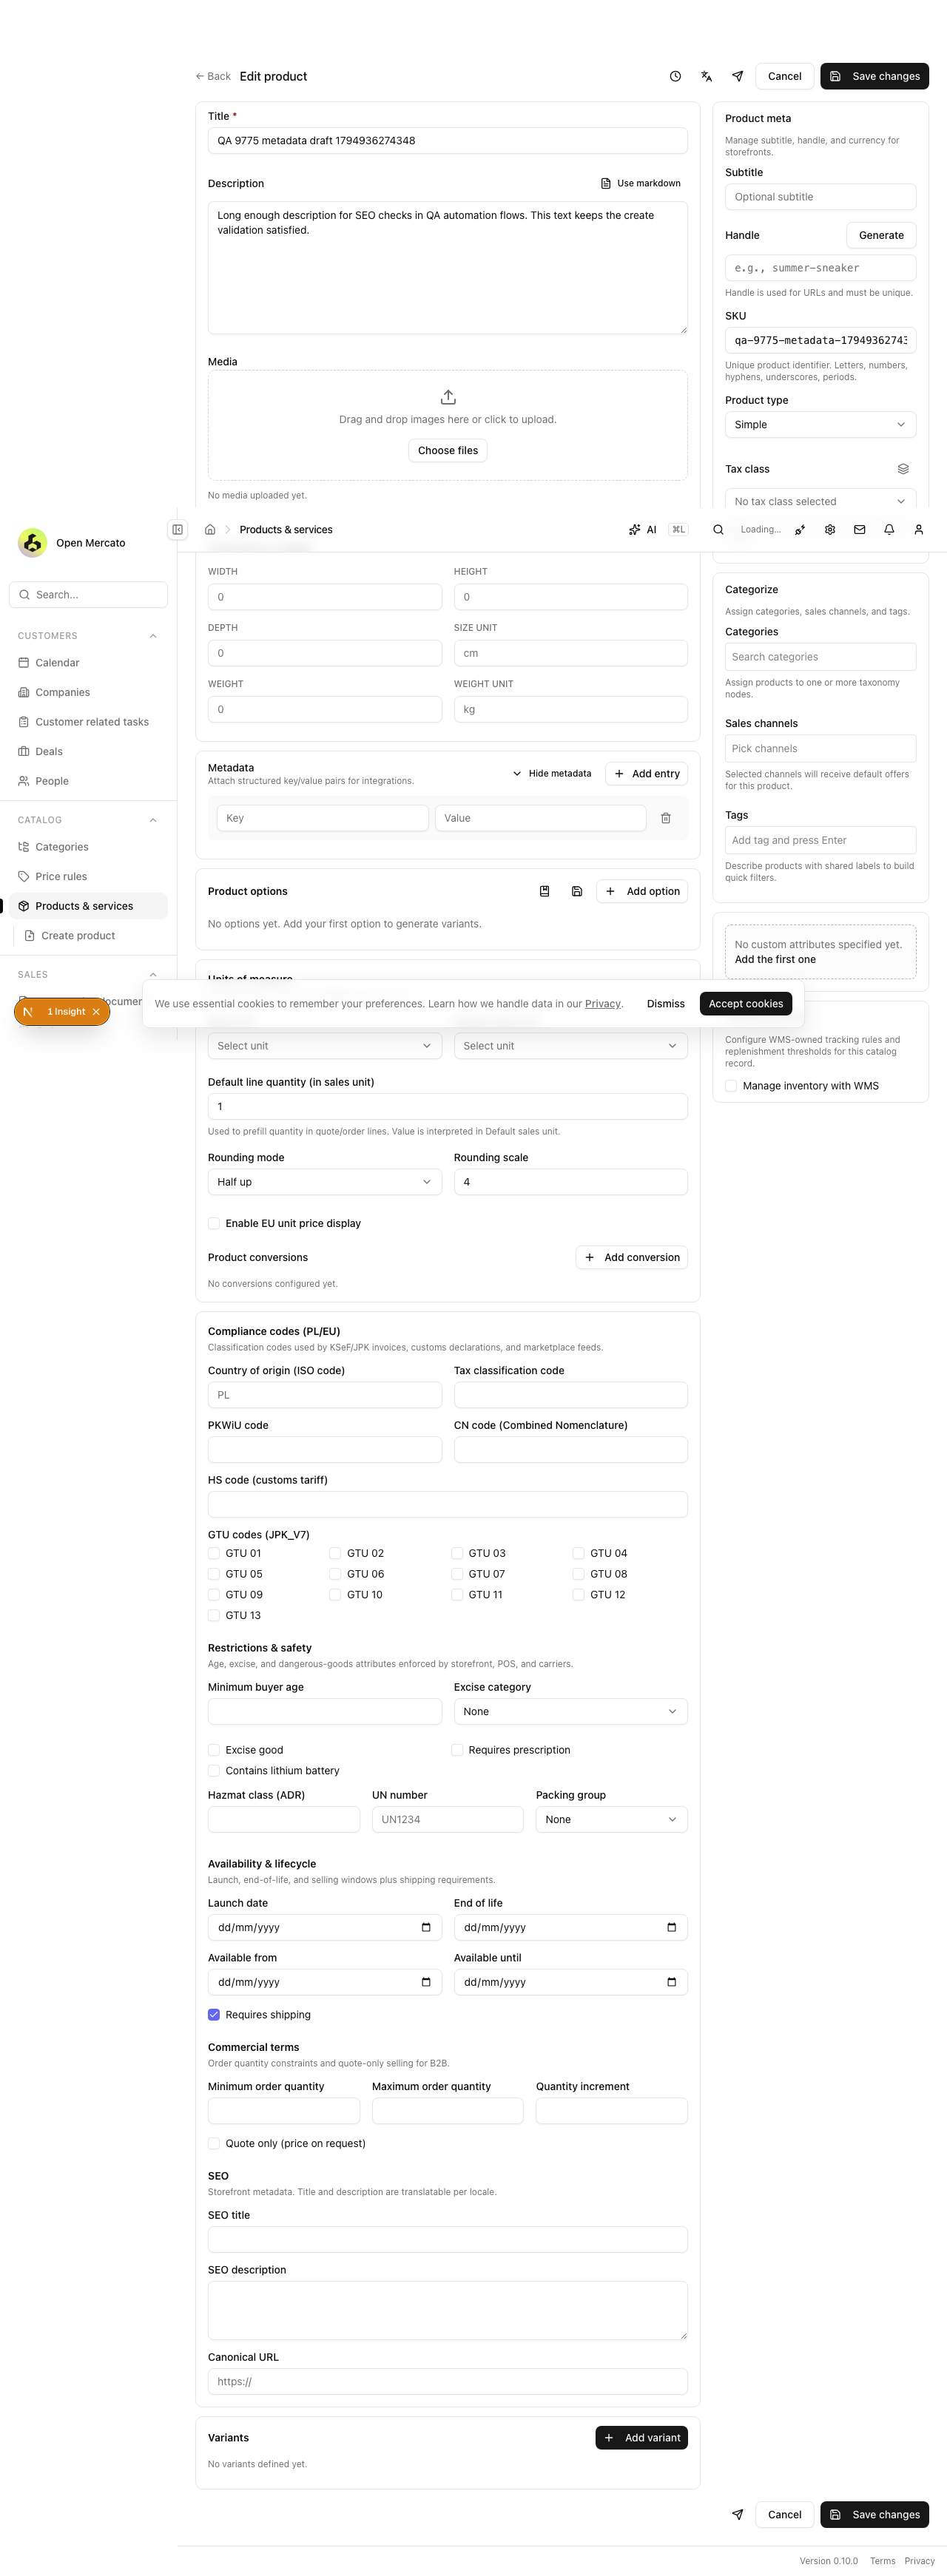 ← Back Edit product
Cancel Save changes
Title *
QA 9775 metadata draft 1794936274348
Description
Use markdown
Long enough description for SEO checks in QA automation flows. This text keeps the create
validation satisfied.
Media
Drag and drop images here or click to upload.
Choose files
No media uploaded yet.
Product meta
Manage subtitle, handle, and currency for
storefronts.
Subtitle
Optional subtitle
Handle
Generate
e.g., summer-sneaker
Handle is used for URLs and must be unique.
SKU
qa-9775-metadata-1794936274
Unique product identifier. Letters, numbers,
hyphens, underscores, periods.
Product type
Simple
Tax class
No tax class selected
Open Mercato
Products & services
AI ⌘L
Loading...
Search...
CUSTOMERS
Calendar
Companies
Customer related tasks
Deals
People
CATALOG
Categories
Price rules
Products & services
Create product
SALES
WIDTH
0
HEIGHT
0
DEPTH
0
SIZE UNIT
cm
WEIGHT
0
WEIGHT UNIT
kg
Metadata
Attach structured key/value pairs for integrations.
Hide metadata
Add entry
Key
Value
Product options
Add option
No options yet. Add your first option to generate variants.
Units of measure
Categorize
Assign categories, sales channels, and tags.
Categories
Search categories
Assign products to one or more taxonomy
nodes.
Sales channels
Pick channels
Selected channels will receive default offers
for this product.
Tags
Add tag and press Enter
Describe products with shared labels to build
quick filters.
No custom attributes specified yet.
Add the first one
1 Insight
We use essential cookies to remember your preferences. Learn how we handle data in our Privacy.
Dismiss
Accept cookies
Configure WMS-owned tracking rules and
replenishment thresholds for this catalog
record.
Manage inventory with WMS
Select unit
Select unit
Default line quantity (in sales unit)
1
Used to prefill quantity in quote/order lines. Value is interpreted in Default sales unit.
Rounding mode
Half up
Rounding scale
4
Enable EU unit price display
Product conversions
Add conversion
No conversions configured yet.
Compliance codes (PL/EU)
Classification codes used by KSeF/JPK invoices, customs declarations, and marketplace feeds.
Country of origin (ISO code)
PL
Tax classification code
PKWiU code
CN code (Combined Nomenclature)
HS code (customs tariff)
GTU codes (JPK_V7)
GTU 01 GTU 02 GTU 03 GTU 04
GTU 05 GTU 06 GTU 07 GTU 08
GTU 09 GTU 10 GTU 11 GTU 12
GTU 13
Restrictions & safety
Age, excise, and dangerous-goods attributes enforced by storefront, POS, and carriers.
Minimum buyer age
Excise category
None
Excise good
Requires prescription
Contains lithium battery
Hazmat class (ADR)
UN number
UN1234
Packing group
None
Availability & lifecycle
Launch, end-of-life, and selling windows plus shipping requirements.
Launch date
dd/mm/yyyy
End of life
dd/mm/yyyy
Available from
dd/mm/yyyy
Available until
dd/mm/yyyy
Requires shipping
Commercial terms
Order quantity constraints and quote-only selling for B2B.
Minimum order quantity
Maximum order quantity
Quantity increment
Quote only (price on request)
SEO
Storefront metadata. Title and description are translatable per locale.
SEO title
SEO description
Canonical URL
https://
Variants
Add variant
No variants defined yet.
Cancel Save changes
Version 0.10.0 Terms Privacy